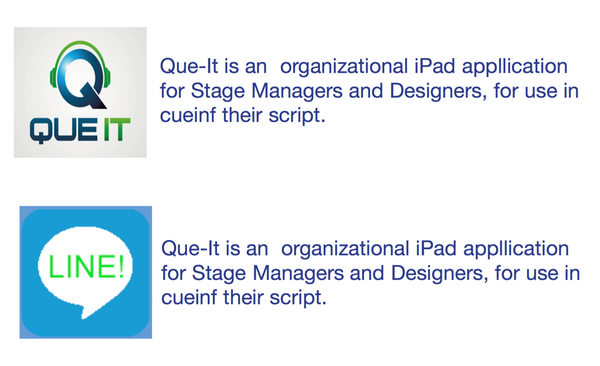 QUE IT
Que-It is an  organizational iPad appllication
for Stage Managers and Designers, for use in
cueinf their script.
LINE!
Que-It is an  organizational iPad appllication
for Stage Managers and Designers, for use in
cueinf their script.